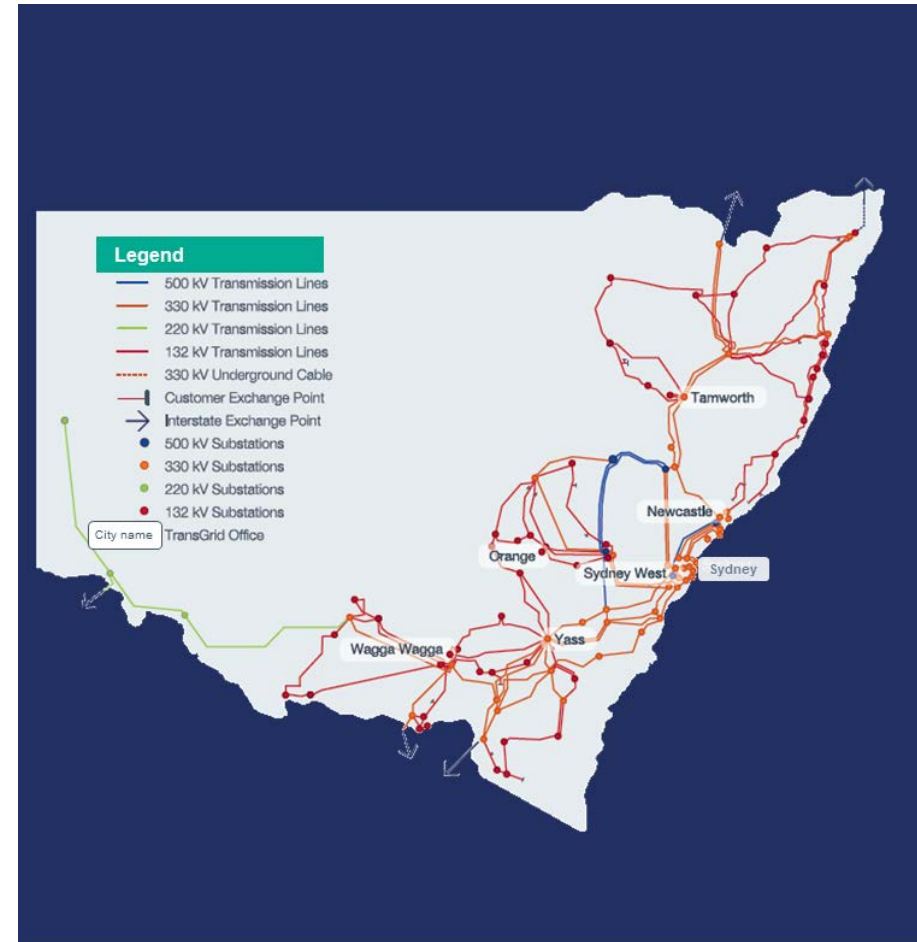 Legend
500 kV Transmission Lines
330 kV Transmission Lines
220 kV Transmission Lines
132 kV Transmission Lines
330 kV Underground Cable
Customer Exchange Point
Interstate Exchange Point
500 kV Substations
330 kV Substations
220 kV Substations
132 kV Substations
City name TransGrid Office
Tamworth
Newcastle
Orange
Sydney West
Sydney
Yass
Wagga Wagga